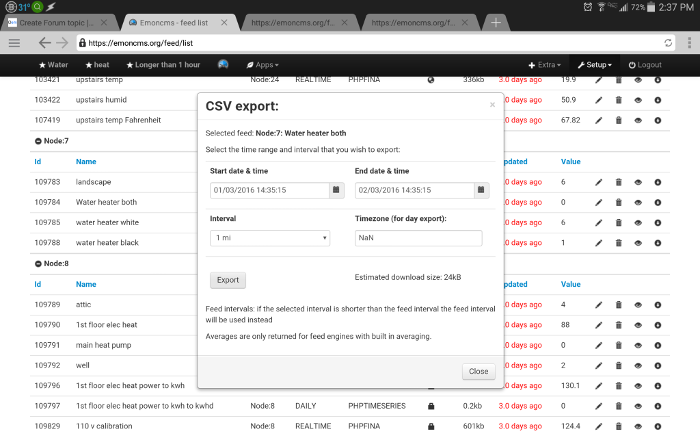 31° 72% 2:37 PM
Create Forum topic |... Emoncms - feed list https://emoncms.org/f... https://emoncms.org/f...
https://emoncms.org/feed/list
Water heat Longer than 1 hour Apps Extra Setup Logout
103421 upstairs temp Node:24 REALTIME PHPFINA 336kb 3.0 days ago 19.9
103422 upstairs humid 0 days ago 50.9
107419 upstairs temp Fahrenheit 0 days ago 67.82
Node:7
Id Name pdated Value
109783 landscape 0 days ago 6
109784 Water heater both 0 days ago 0
109785 water heater white 0 days ago 6
109788 water heater black 0 days ago 1
Node:8
Id Name pdated Value
109789 attic 0 days ago 4
109790 1st floor elec heat 0 days ago 88
109791 main heat pump 0 days ago 0
109792 well 0 days ago 2
109796 1st floor elec heat power to kwh 0 days ago 130.1
109797 1st floor elec heat power to kwh to kwhd Node:8 DAILY PHPTIMESERIES 0.2kb 3.0 days ago 0
109829 110 v calibration Node:8 REALTIME PHPFINA 601kb 3.0 days ago 124.4
CSV export: ×
Selected feed: Node:7: Water heater both
Select the time range and interval that you wish to export:
Start date & time End date & time
01/03/2016 14:35:15 02/03/2016 14:35:15
Interval Timezone (for day export):
1 mi NaN
Export Estimated download size: 24kB
Feed intervals: if the selected interval is shorter than the feed interval the feed interval
will be used instead
Averages are only returned for feed engines with built in averaging.
Close